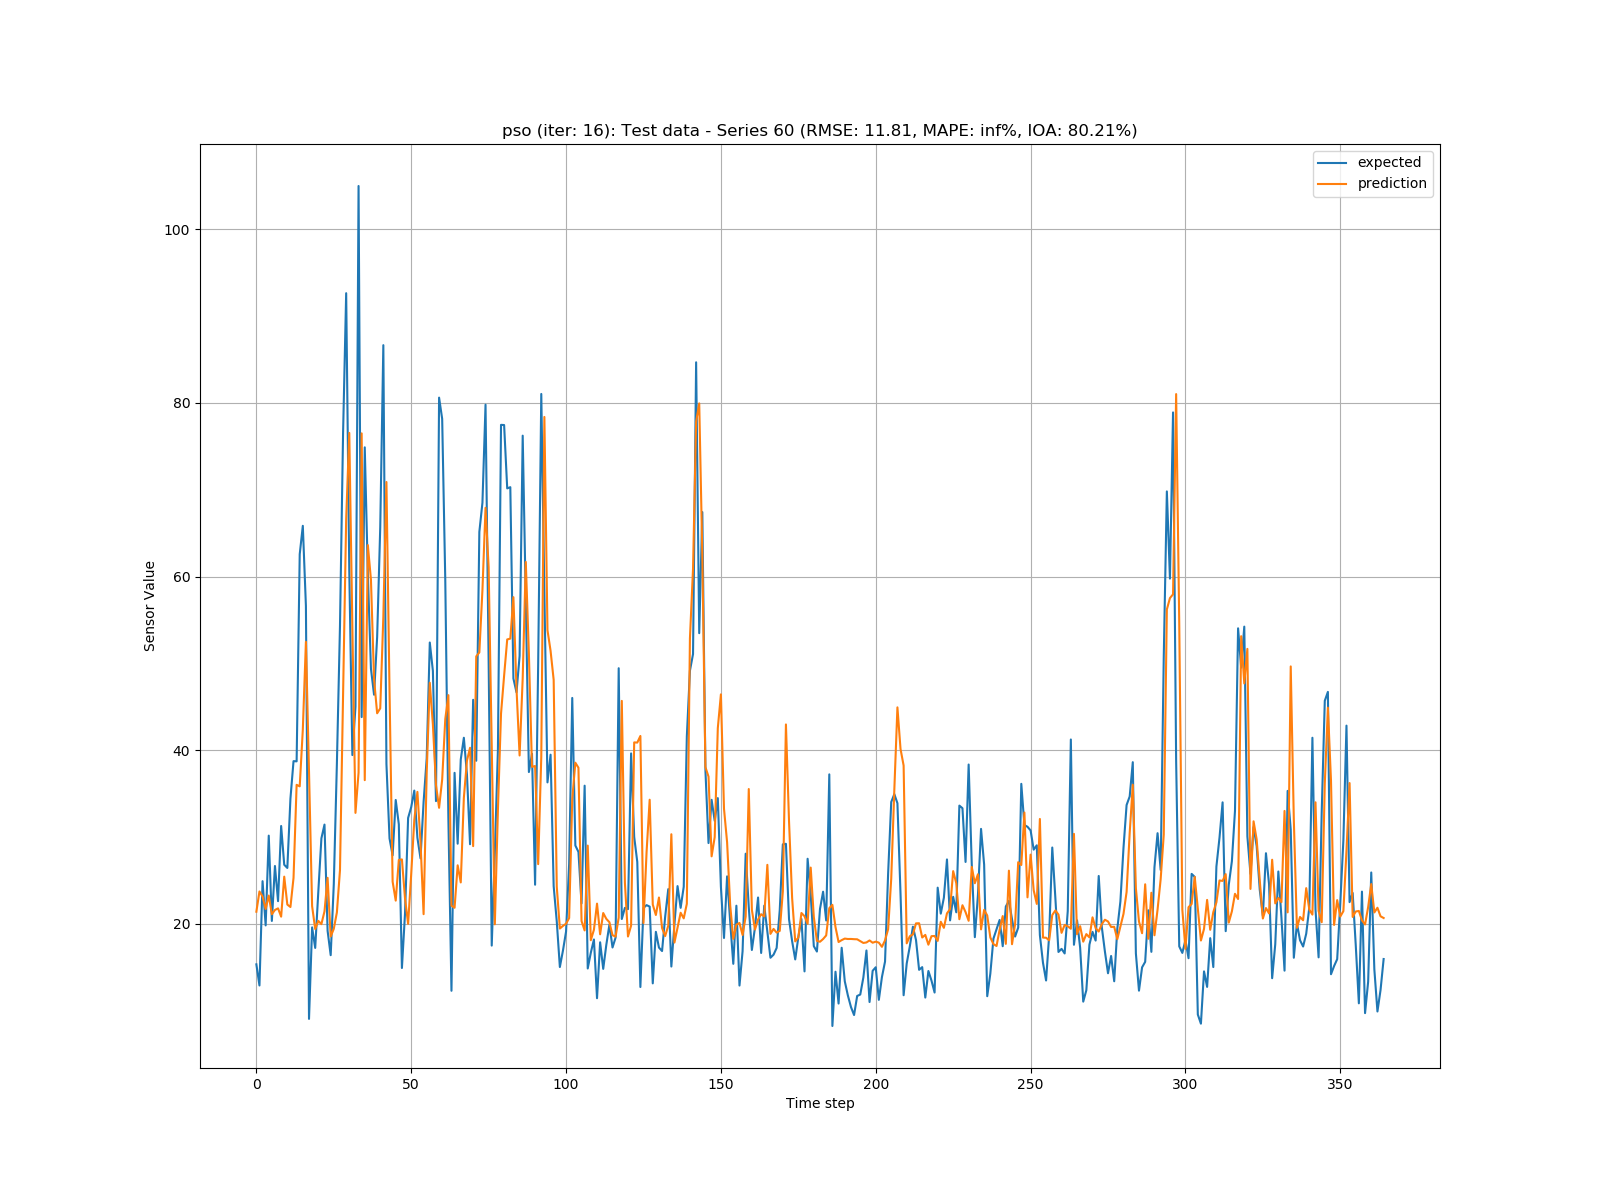 pso (iter: 16): Test data - Series 60 (RMSE: 11.81, MAPE: inf%, IOA: 80.21%)
expected
prediction
100
80
60
40
20
Sensor Value
0 50 100 150 200 250 300 350
Time step